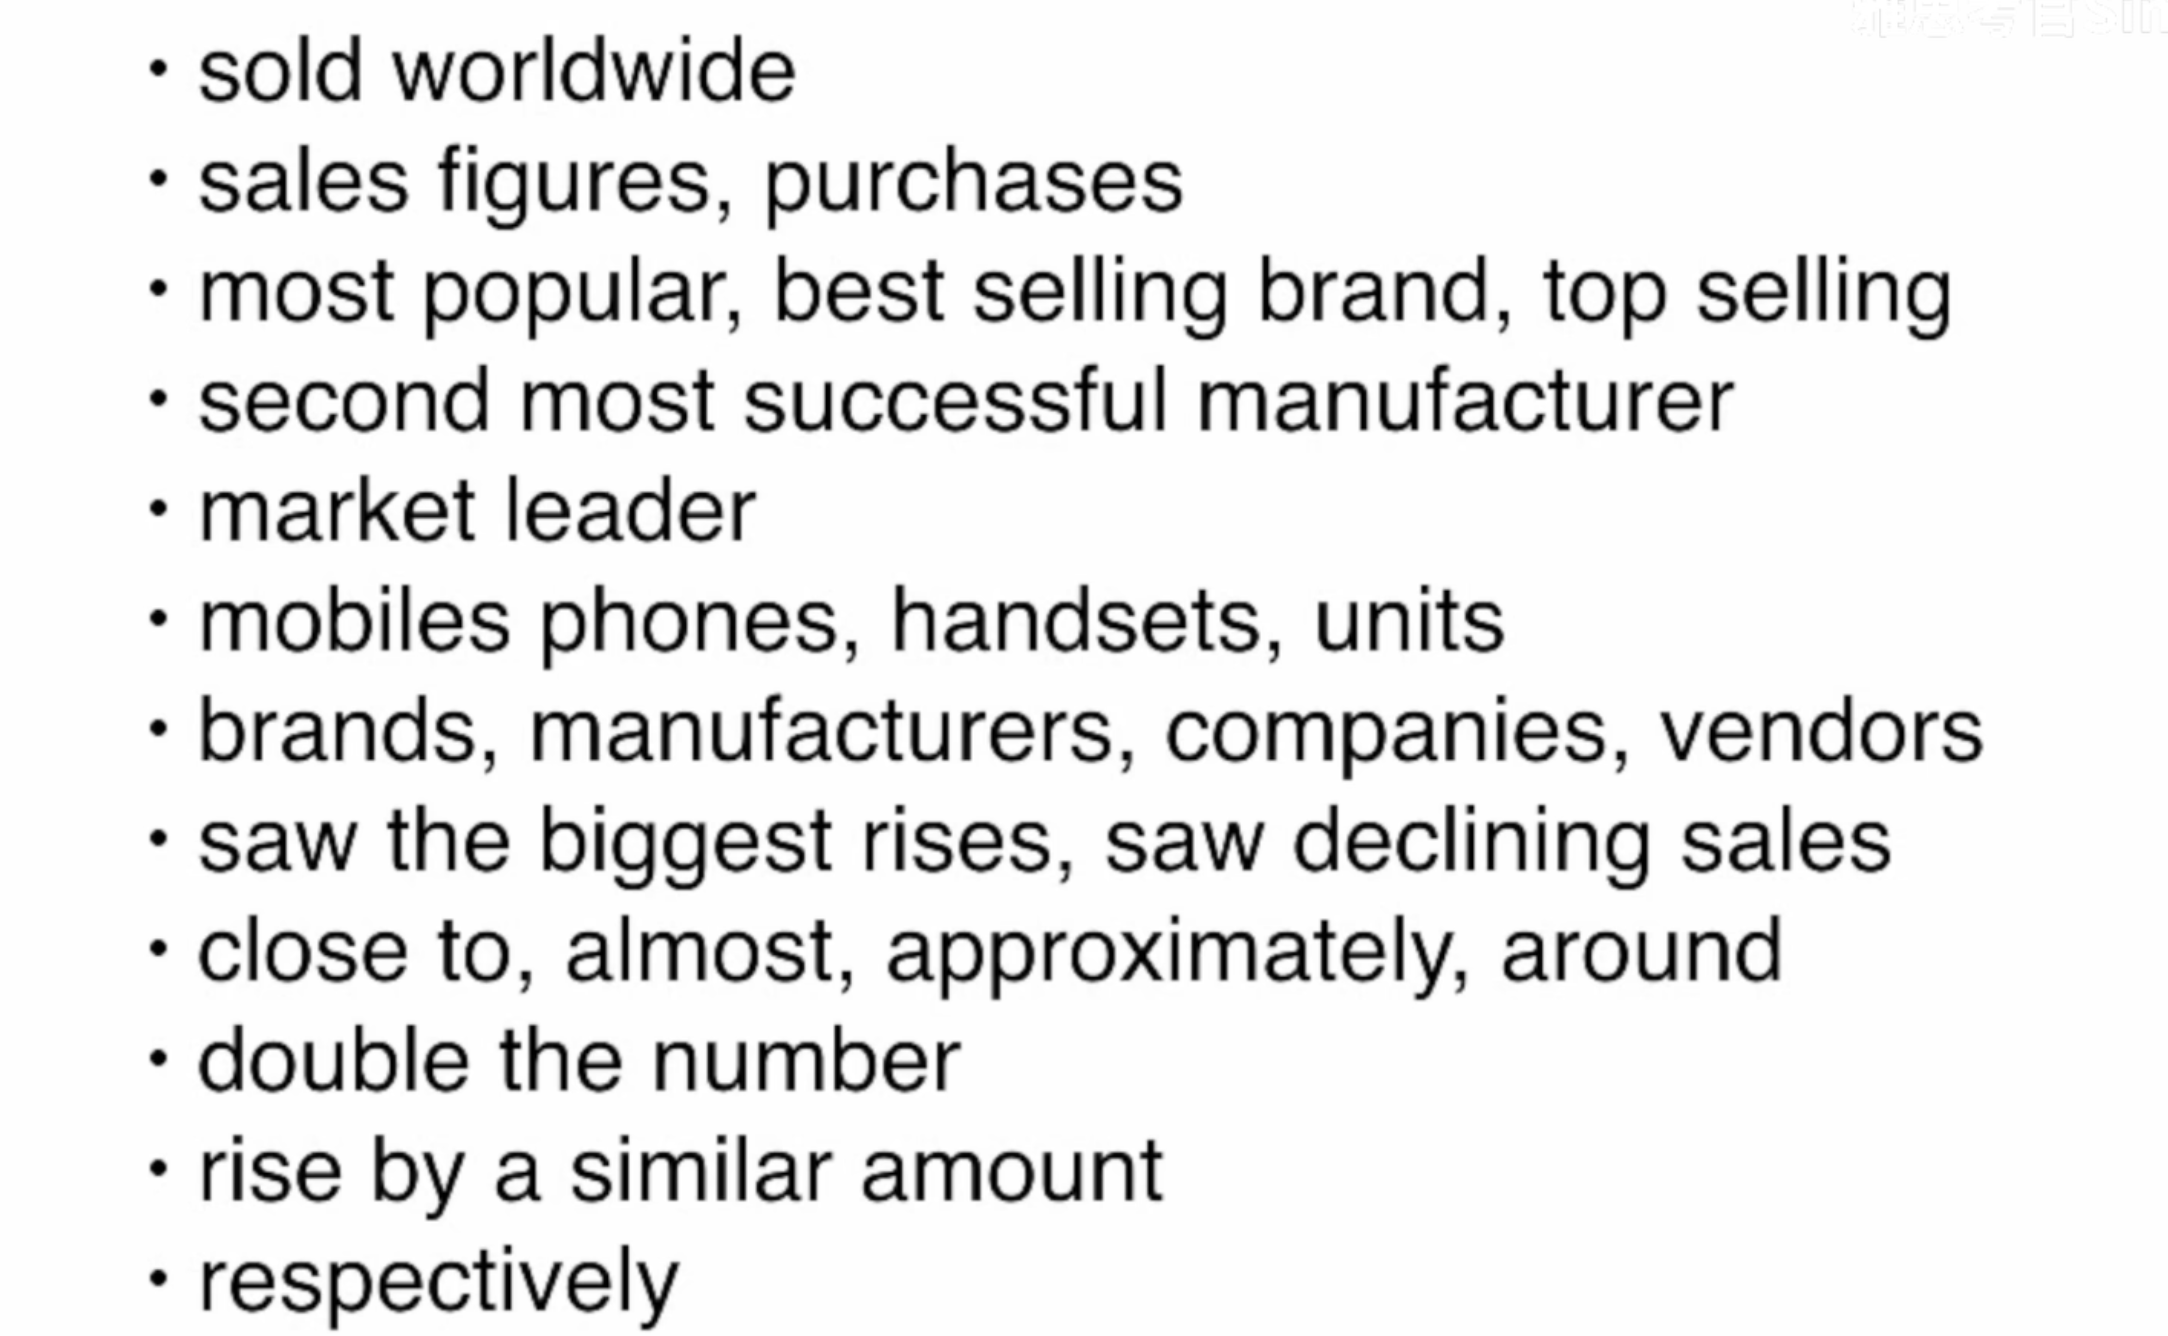 • sold worldwide
• sales figures, purchases
• most popular, best selling brand, top selling
• second most successful manufacturer
• market leader
• mobiles phones, handsets, units
• brands, manufacturers, companies, vendors
• saw the biggest rises, saw declining sales
• close to, almost, approximately, around
• double the number
• rise by a similar amount
• respectively